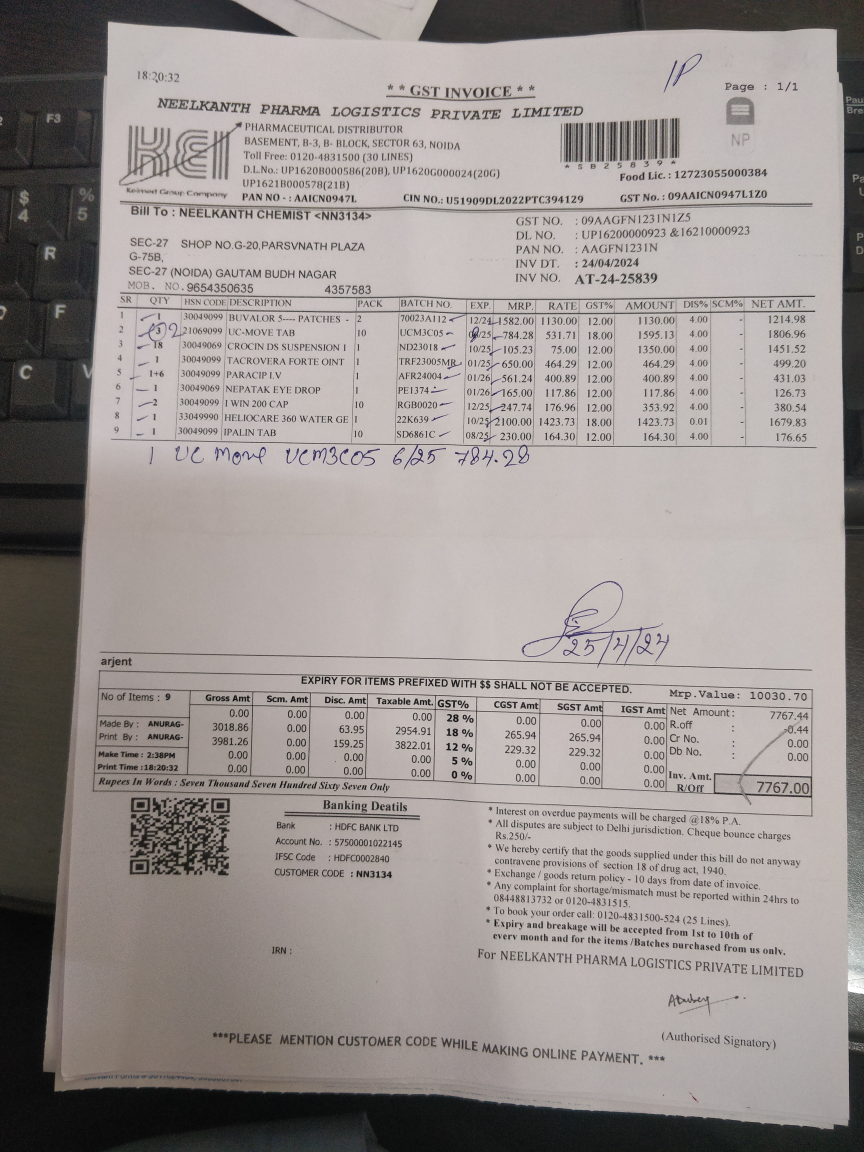 18:20:32
1P
* * GST INVOICE * *
Page : 1/1
NEELKANTH PHARMA LOGISTICS PRIVATE LIMITED
KEI
Keimed Group Company
PHARMACEUTICAL DISTRIBUTOR
BASEMENT, B-3, B- BLOCK, SECTOR 63, NOIDA
Toll Free: 0120-4831500 (30 LINES)
D.L.No.: UP1620B000586(20B), UP1620G000024(20G)
UP1621B000578(21B)
NP
*SB25839*
Food Lic. : 12723055000384
PAN NO - : AAICN0947L CIN NO.: U51909DL2022PTC394129 GST No. : 09AAICN0947L1Z0
Bill To : NEELKANTH CHEMIST <NN3134>
SEC-27 SHOP NO.G-20,PARSVNATH PLAZA
G-75B,
SEC-27 (NOIDA) GAUTAM BUDH NAGAR
MOB. NO. 9654350635 4357583
GST NO. : 09AAGFN1231N1Z5
DL NO. : UP16200000923 &16210000923
PAN NO. : AAGFN1231N
INV DT. : 24/04/2024
INV NO. AT-24-25839
SR QTY HSN CODE DESCRIPTION PACK BATCH NO. EXP. MRP. RATE GST% AMOUNT DIS% SCM% NET AMT.
1 1 30049099 BUVALOR 5---- PATCHES - 2 70023A112 12/24 1582.00 1130.00 12.00 1130.00 4.00 - 1214.98
2 2 21069099 UC-MOVE TAB 10 UCM3C05 /25 784.28 531.71 18.00 1595.13 4.00 - 1806.96
3 18 30049069 CROCIN DS SUSPENSION 1 1 ND23018 10/25 105.23 75.00 12.00 1350.00 4.00 - 1451.52
4 1 30049099 TACROVERA FORTE OINT 1 TRF23005MR 01/25 650.00 464.29 12.00 464.29 4.00 - 499.20
5 1+6 30049099 PARACIP I.V 1 AFR24004 01/26 561.24 400.89 12.00 400.89 4.00 - 431.03
6 1 30049069 NEPATAK EYE DROP 1 PE1374 01/26 165.00 117.86 12.00 117.86 4.00 - 126.73
7 2 30049099 I WIN 200 CAP 10 RGB0020 12/25 247.74 176.96 12.00 353.92 4.00 - 380.54
8 1 33049990 HELIOCARE 360 WATER GE 1 22K639 10/25 2100.00 1423.73 18.00 1423.73 0.01 - 1679.83
9 1 30049099 IPALIN TAB 10 SD6861C 08/25 230.00 164.30 12.00 164.30 4.00 - 176.65
1 UC Move UCM3C05 6/25 784.28
25/4/24
arjent
EXPIRY FOR ITEMS PREFIXED WITH $$ SHALL NOT BE ACCEPTED. Mrp.Value: 10030.70
No of Items : 9
Made By : ANURAG-
Print By : ANURAG-
Make Time : 2:38PM
Print Time :18:20:32
Gross Amt Scm. Amt Disc. Amt Taxable Amt. GST% CGST Amt SGST Amt IGST Amt
0.00 0.00 0.00 0.00 28 % 0.00 0.00 0.00
3018.86 0.00 63.95 2954.91 18 % 265.94 265.94 0.00
3981.26 0.00 159.25 3822.01 12 % 229.32 229.32 0.00
0.00 0.00 0.00 0.00 5 % 0.00 0.00 0.00
0.00 0.00 0.00 0.00 0 % 0.00 0.00 0.00
Net Amount : 7767.44
R.off : -0.44
Cr No. : 0.00
Db No. : 0.00
Inv. Amt. R/Off 7767.00
Rupees In Words : Seven Thousand Seven Hundred Sixty Seven Only
Banking Deatils
Bank : HDFC BANK LTD
Account No. : 57500001022145
IFSC Code : HDFC0002840
CUSTOMER CODE : NN3134
IRN :
* Interest on overdue payments will be charged @18% P.A.
* All disputes are subject to Delhi jurisdiction. Cheque bounce charges
Rs.250/-
* We hereby certify that the goods supplied under this bill do not anyway
contravene provisions of section 18 of drug act, 1940.
* Exchange / goods return policy - 10 days from date of invoice.
* Any complaint for shortage/mismatch must be reported within 24hrs to
08448813732 or 0120-4831515.
* To book your order call: 0120-4831500-524 (25 Lines).
* Expiry and breakage will be accepted from 1st to 10th of
every month and for the items /Batches purchased from us only.
For NEELKANTH PHARMA LOGISTICS PRIVATE LIMITED
(Authorised Signatory)
***PLEASE MENTION CUSTOMER CODE WHILE MAKING ONLINE PAYMENT. ***